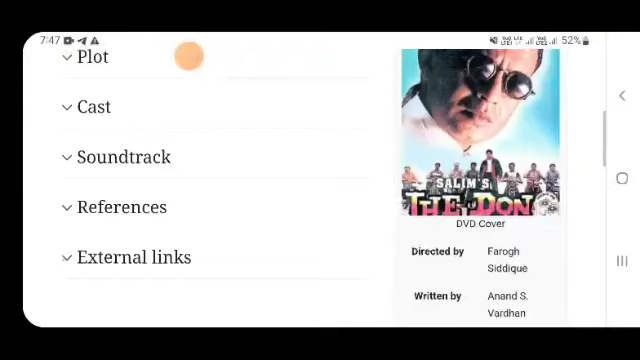 7:47
52%
Plot
Cast
Soundtrack
References
External links
SALIM'S
THE DON
DVD Cover
Directed by Farogh
Siddique
Written by Anand S.
Vardhan